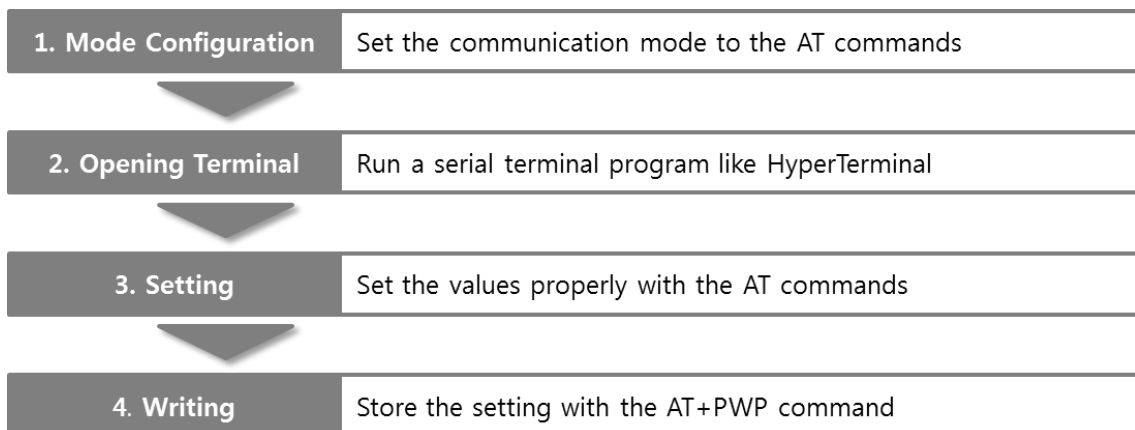 1. Mode Configuration Set the communication mode to the AT commands
2. Opening Terminal Run a serial terminal program like HyperTerminal
3. Setting Set the values properly with the AT commands
4. Writing Store the setting with the AT+PWP command